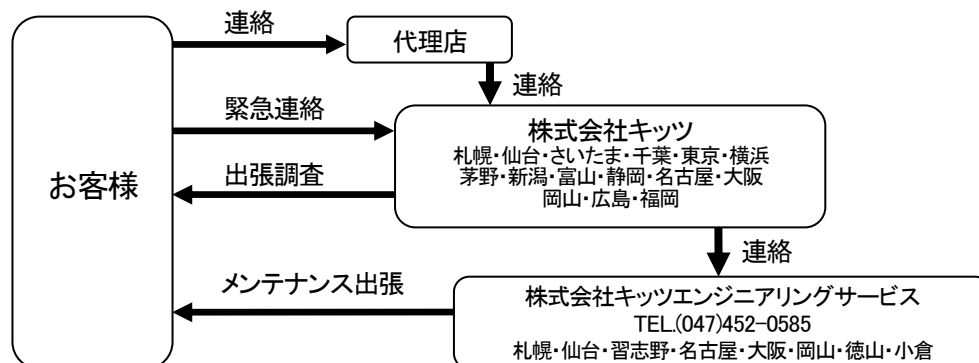 連絡
代理店
連絡
緊急連絡
株式会社キッツ
札幌・仙台・さいたま・千葉・東京・横浜
茅野・新潟・富山・静岡・名古屋・大阪
岡山・広島・福岡
お客様
出張調査
連絡
メンテナンス出張
株式会社キッツエンジニアリングサービス
TEL.(047)452-0585
札幌・仙台・習志野・名古屋・大阪・岡山・徳山・小倉